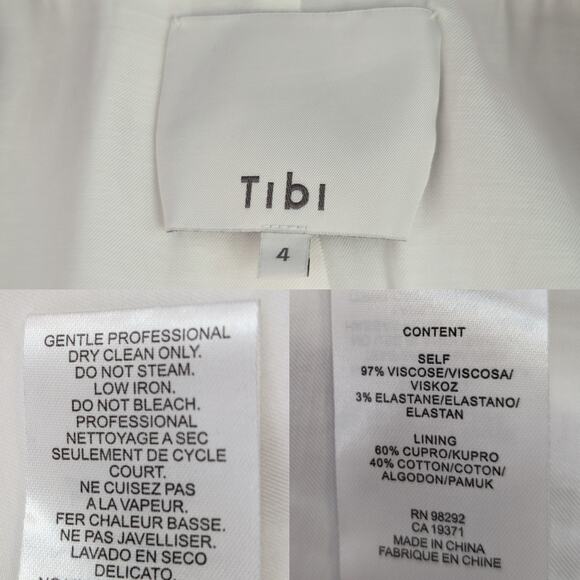 Tibi
4
GENTLE PROFESSIONAL
DRY CLEAN ONLY.
DO NOT STEAM.
LOW IRON.
DO NOT BLEACH.
PROFESSIONAL
NETTOYAGE A SEC
SEULEMENT DE CYCLE
COURT.
NE CUISEZ PAS
A LA VAPEUR.
FER CHALEUR BASSE.
NE PAS JAVELLISER.
LAVADO EN SECO
DELICATO.
CONTENT
SELF
97% VISCOSE/VISCOSA/
VISKOZ
3% ELASTANE/ELASTANO/
ELASTAN
LINING
60% CUPRO/KUPRO
40% COTTON/COTON/
ALGODON/PAMUK
RN 98292
CA 19371
MADE IN CHINA
FABRIQUE EN CHINE